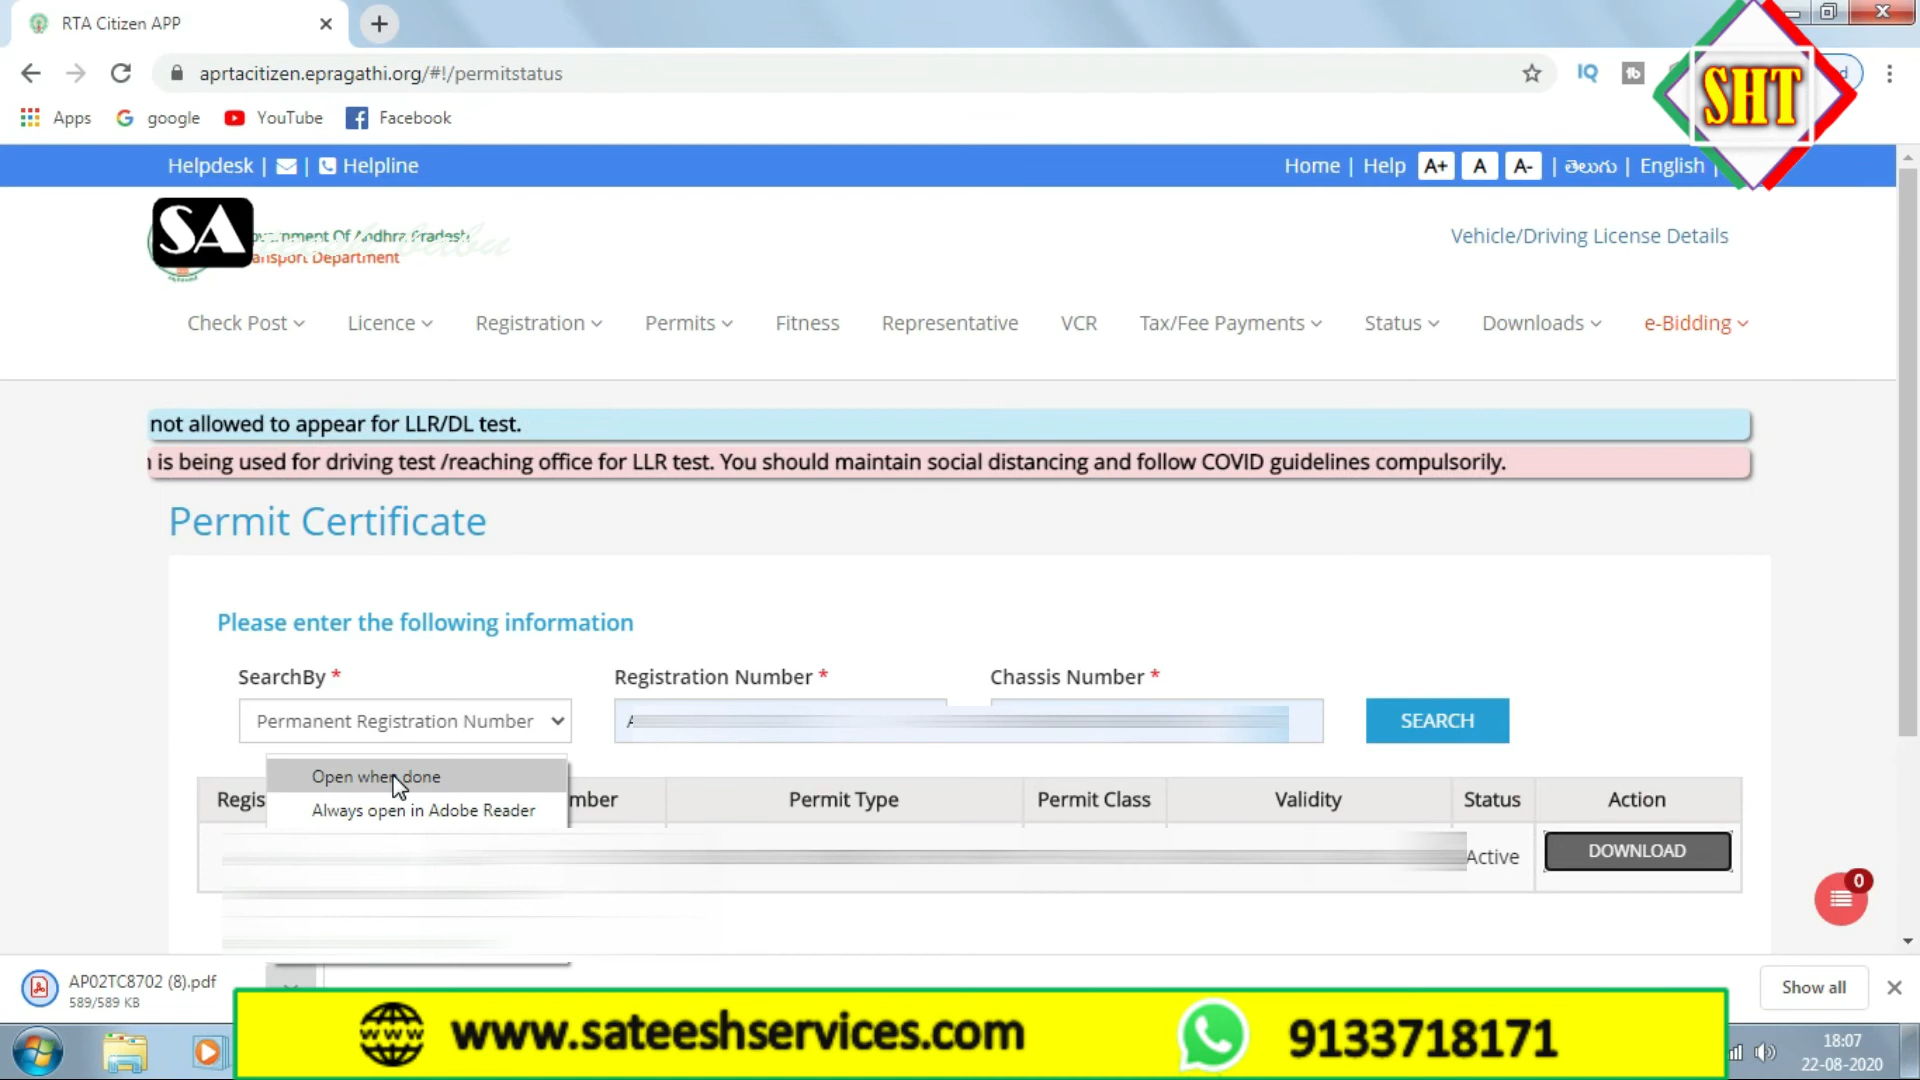 RTA Citizen APP
aprtacitizen.epragathi.org/#!/permitstatus
IQ
SHT
Apps google YouTube Facebook
Helpdesk | | Helpline
Home | Help A+ A A- | తెలుగు | English |
SA
overnment Of Andhra Pradesh
ansport Department
Vehicle/Driving License Details
Check Post Licence Registration Permits Fitness Representative VCR Tax/Fee Payments Status Downloads e-Bidding
not allowed to appear for LLR/DL test.
is being used for driving test /reaching office for LLR test. You should maintain social distancing and follow COVID guidelines compulsorily.
Permit Certificate
Please enter the following information
SearchBy * Registration Number * Chassis Number *
Permanent Registration Number A SEARCH
Open when done
Always open in Adobe Reader
Regis mber Permit Type Permit Class Validity Status Action
Active DOWNLOAD
0
AP02TC8702 (8).pdf
589/589 KB
Show all
www.sateeshservices.com 9133718171
18:07
22-08-2020